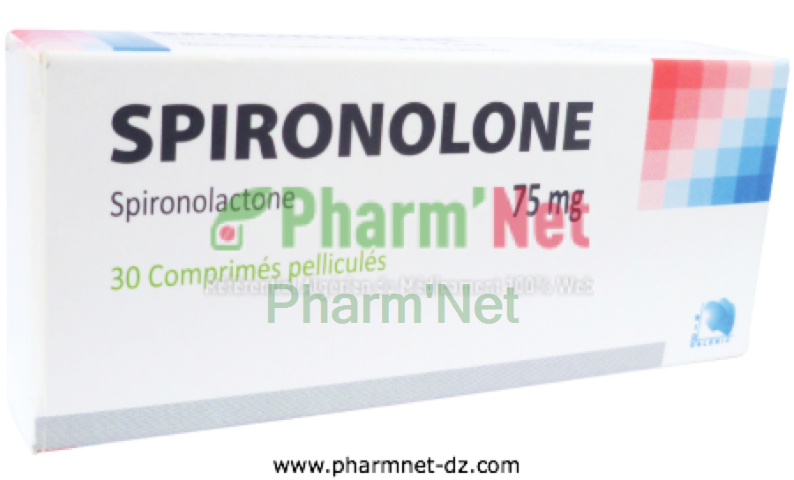 SPIRONOLONE
Spironolactone 75 mg
Pharm'Net
30 Comprimés pelliculés
Pharm'Net
www.pharmnet-dz.com